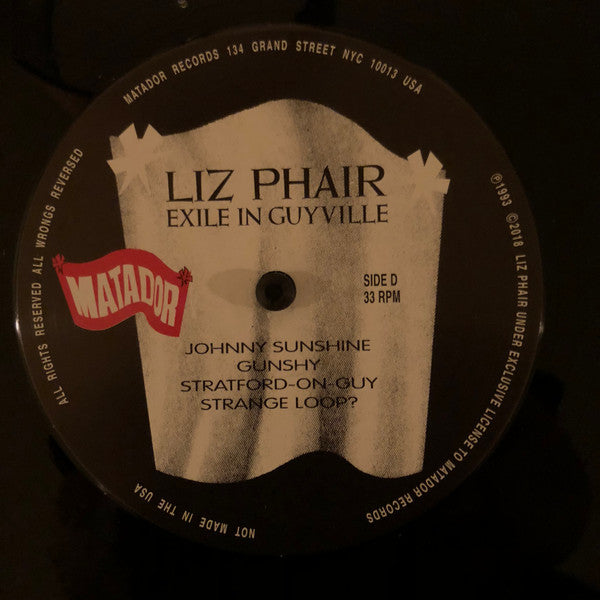 MATADOR RECORDS 134 GRAND STREET NYC 10013 USA
LIZ PHAIR
EXILE IN GUYVILLE
MATADOR
SIDE D
33 RPM
JOHNNY SUNSHINE
GUNSHY
STRATFORD-ON-GUY
STRANGE LOOP?
℗1993 ©2018 LIZ PHAIR UNDER EXCLUSIVE LICENSE TO MATADOR RECORDS
NOT MADE IN THE USA
ALL RIGHTS RESERVED ALL WRONGS REVERSED